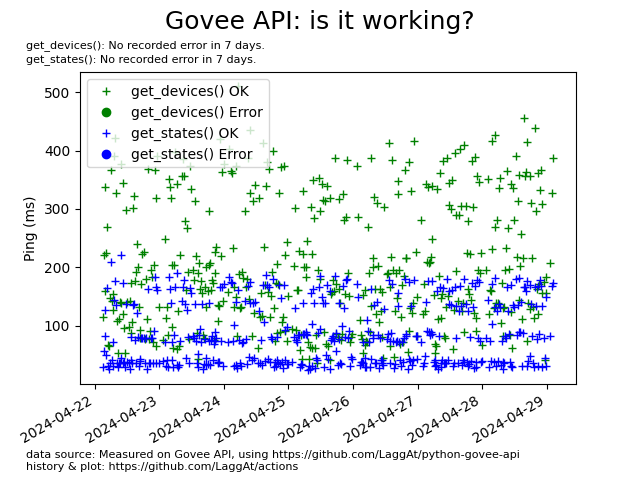 Govee API: is it working?
get_devices(): No recorded error in 7 days.
get_states(): No recorded error in 7 days.
get_devices() OK
get_devices() Error
get_states() OK
get_states() Error
Ping (ms)
500
400
300
200
100
2024-04-22
2024-04-23
2024-04-24
2024-04-25
2024-04-26
2024-04-27
2024-04-28
2024-04-29
data source: Measured on Govee API, using https://github.com/LaggAt/python-govee-api
history & plot: https://github.com/LaggAt/actions